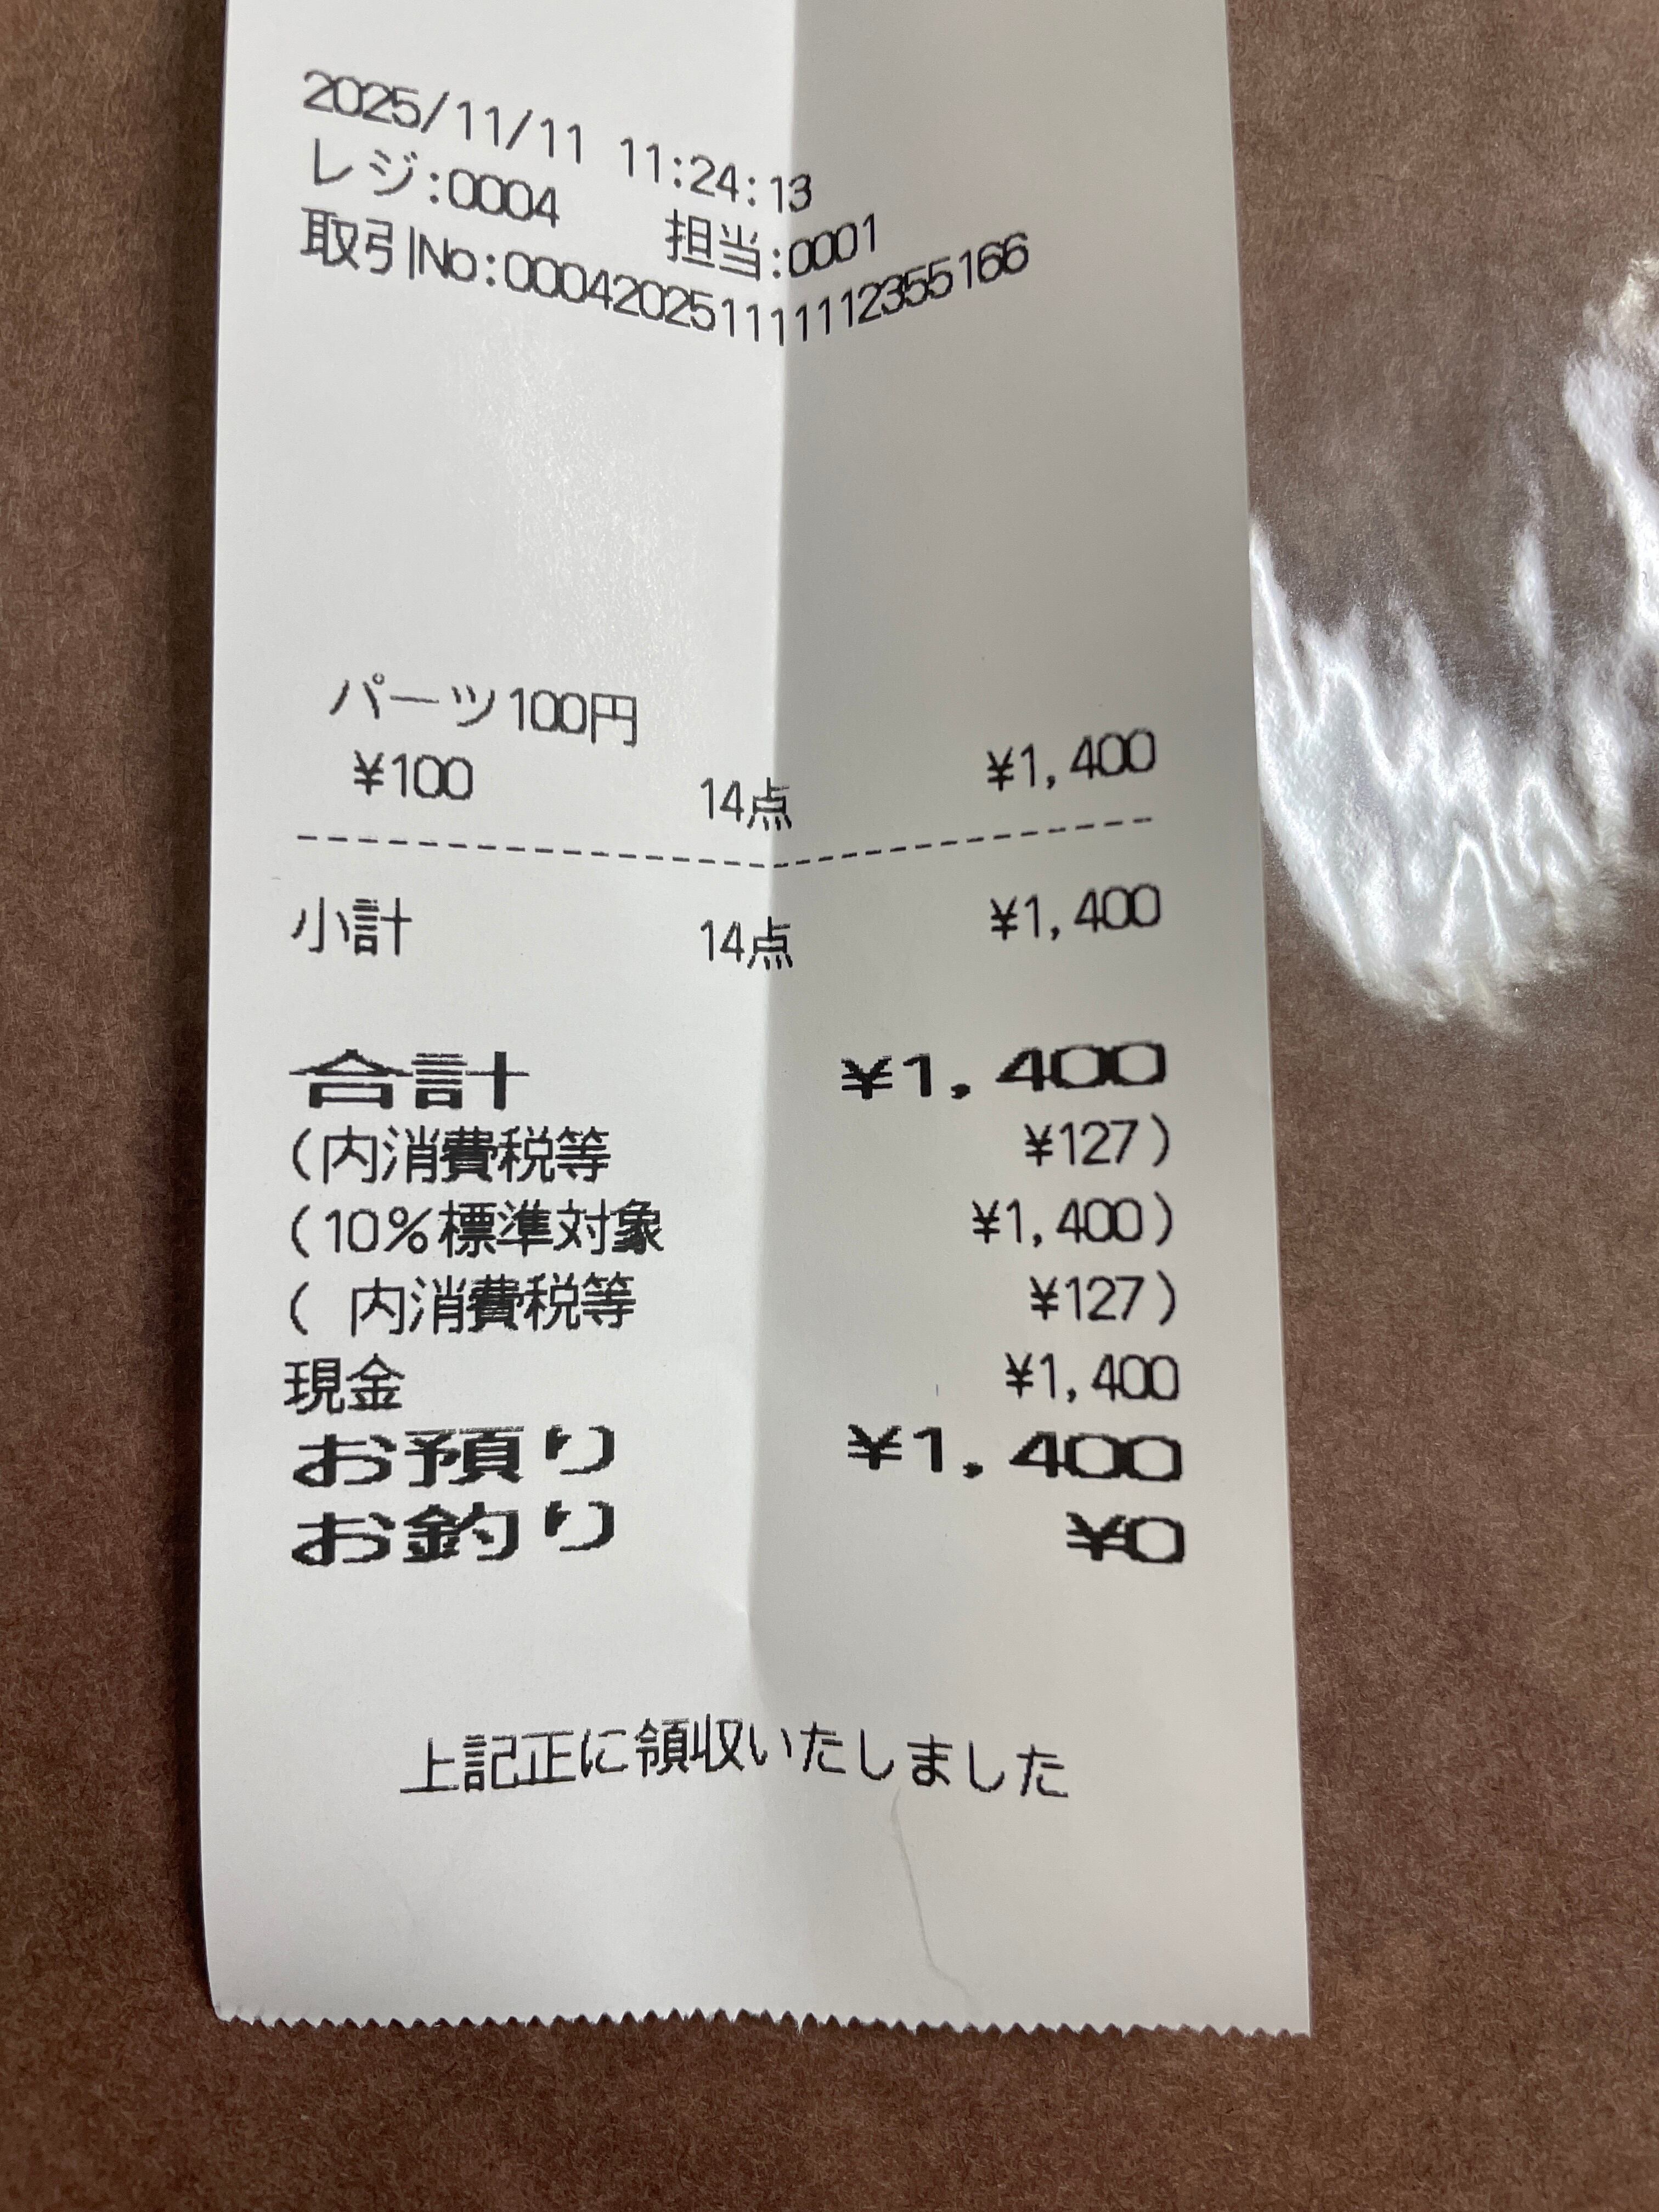 2025/11/11 11:24:13
レジ:0004 担当:0001
取引No:0004202511111112355166
パーツ100円
¥100 14点 ¥1,400
小計 14点 ¥1,400
合計 ¥1,400
(内消費税等 ¥127)
(10%標準対象 ¥1,400)
( 内消費税等 ¥127)
現金 ¥1,400
お預り ¥1,400
お釣り ¥0
上記正に領収いたしました